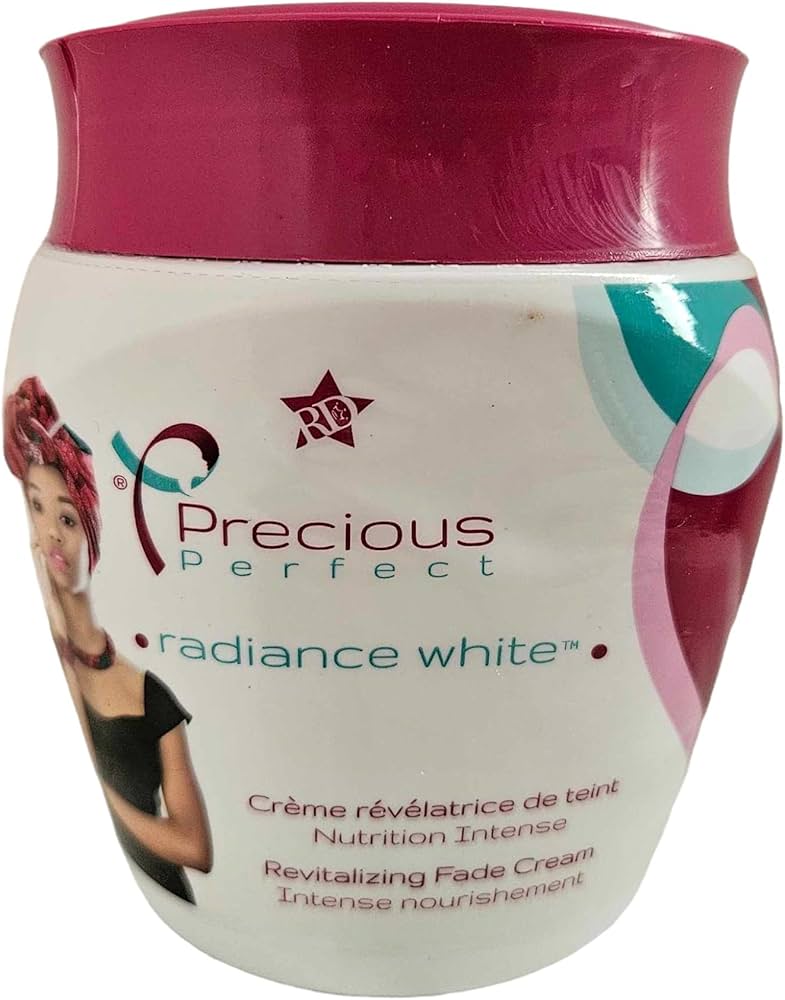 RD
®
Precious
Perfect
• radiance white™ •
Crème révélatrice de teint
Nutrition Intense
Revitalizing Fade Cream
Intense nourishement